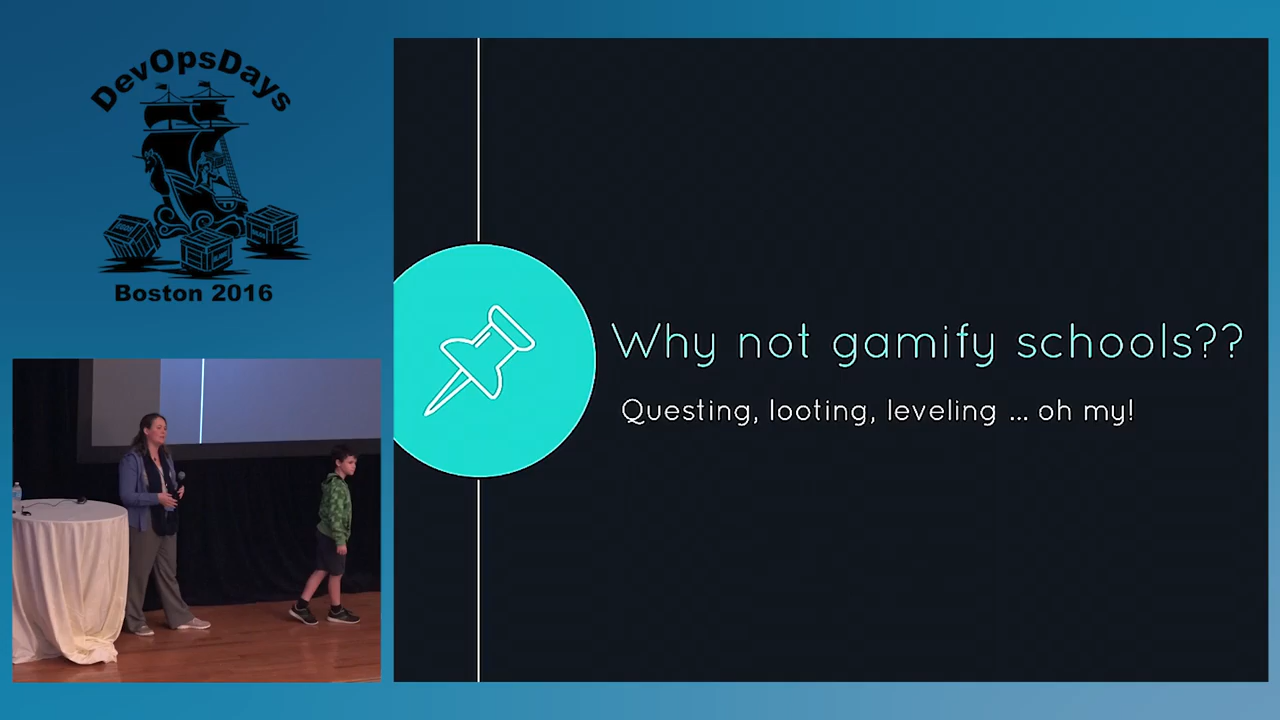 DevOpsDays
Boston 2016
Why not gamify schools??
Questing, looting, leveling ... oh my!